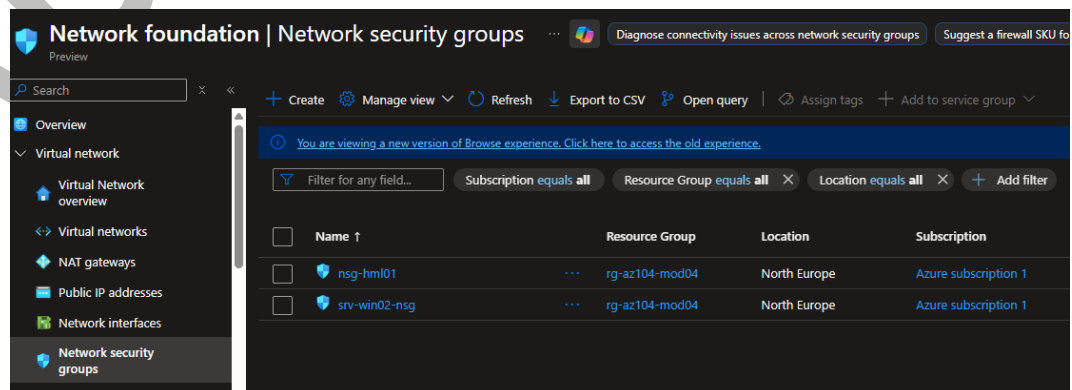 Network foundation | Network security groups ...
Preview
Diagnose connectivity issues across network security groups
Suggest a firewall SKU fo
Search
Create Manage view Refresh Export to CSV Open query | Assign tags Add to service group
Overview
Virtual network
Virtual Network
overview
Virtual networks
NAT gateways
Public IP addresses
Network interfaces
Network security
groups
You are viewing a new version of Browse experience. Click here to access the old experience.
Filter for any field... Subscription equals all Resource Group equals all Location equals all Add filter
Name ↑ Resource Group Location Subscription
nsg-hml01 ... rg-az104-mod04 North Europe Azure subscription 1
srv-win02-nsg ... rg-az104-mod04 North Europe Azure subscription 1